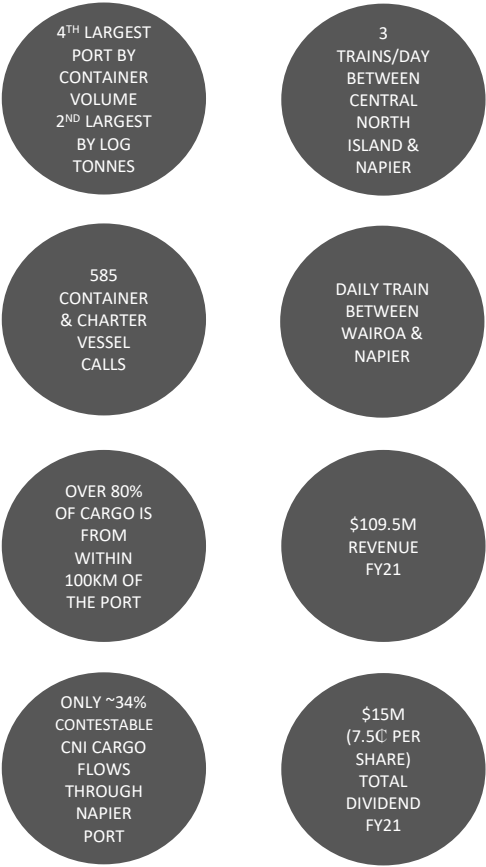 4TH LARGEST
PORT BY
CONTAINER
VOLUME
2ND LARGEST
BY LOG
TONNES
3
TRAINS/DAY
BETWEEN
CENTRAL
NORTH
ISLAND &
NAPIER
585
CONTAINER
& CHARTER
VESSEL
CALLS
DAILY TRAIN
BETWEEN
WAIROA &
NAPIER
OVER 80%
OF CARGO IS
FROM
WITHIN
100KM OF
THE PORT
$109.5M
REVENUE
FY21
ONLY ~34%
CONTESTABLE
CNI CARGO
FLOWS
THROUGH
NAPIER
PORT
$15M
(7.5₵ PER
SHARE)
TOTAL
DIVIDEND
FY21